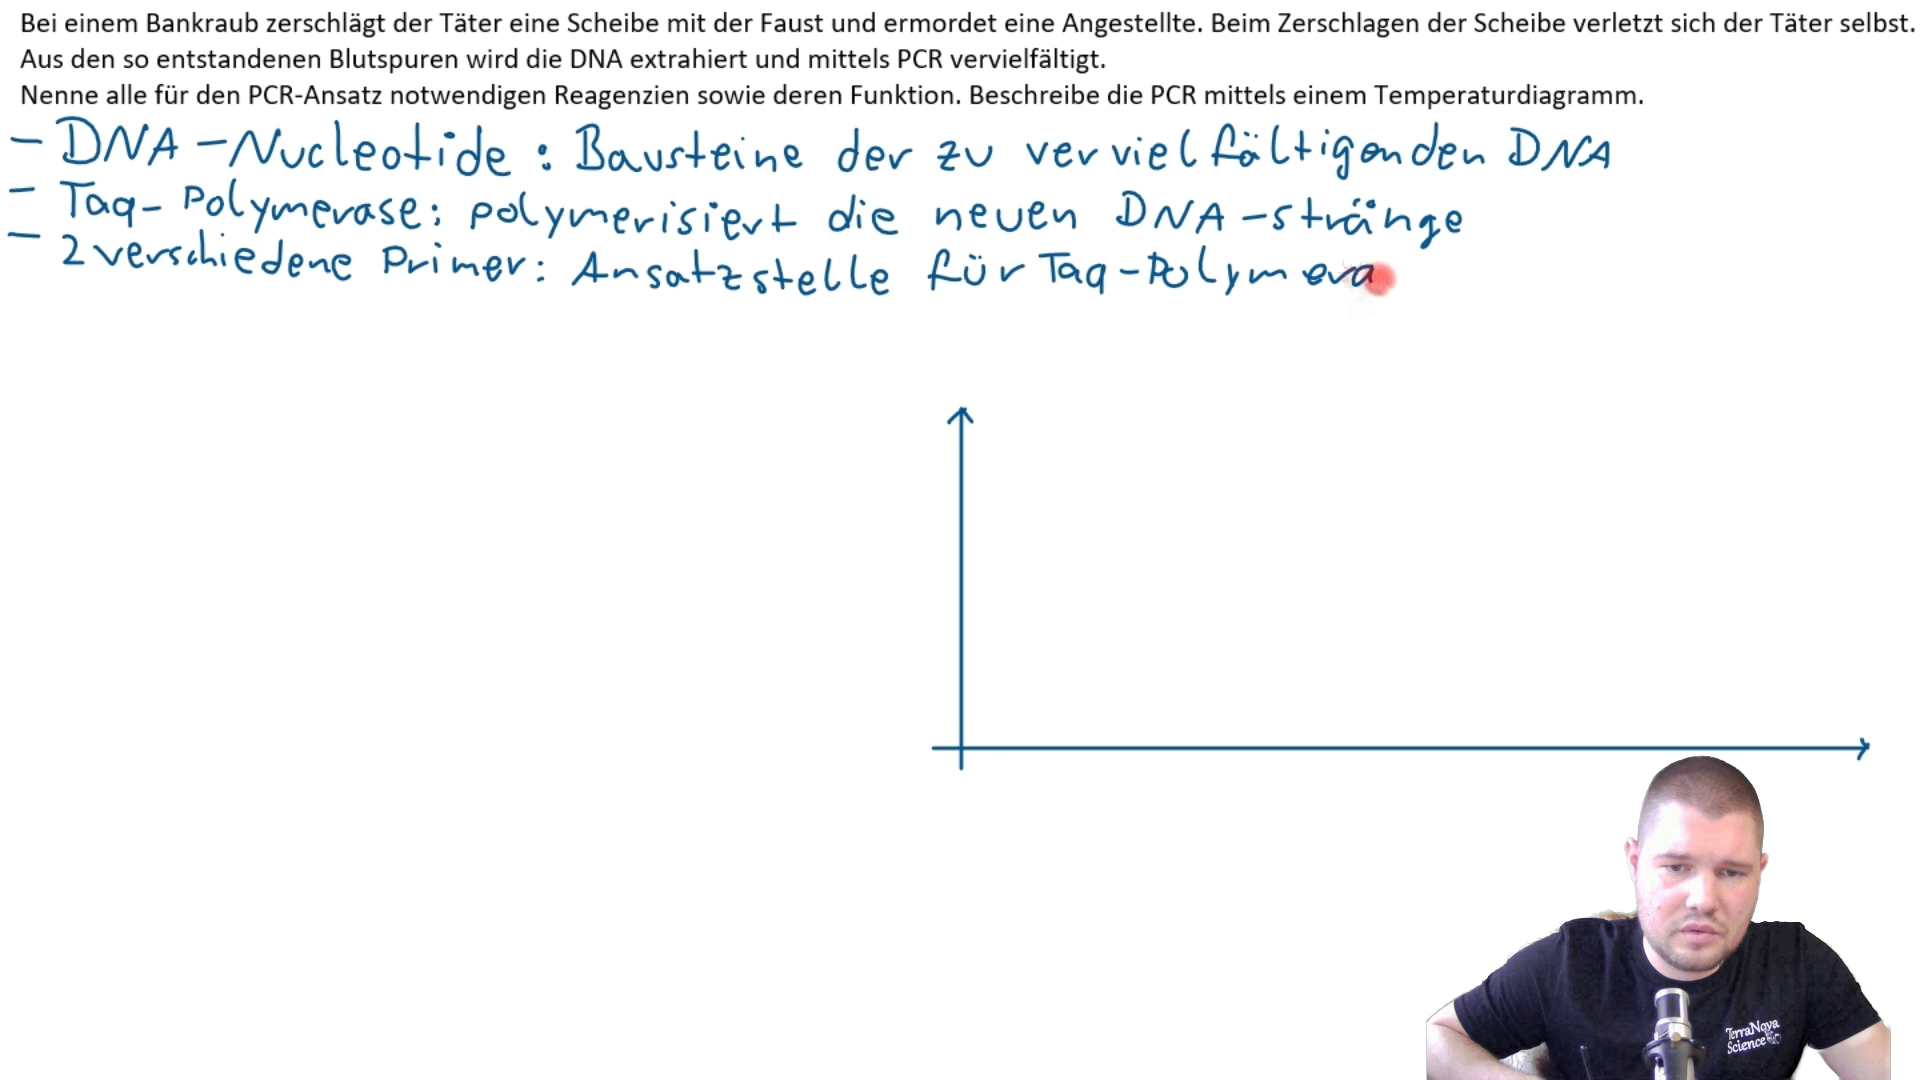 Bei einem Bankraub zerschlägt der Täter eine Scheibe mit der Faust und ermordet eine Angestellte. Beim Zerschlagen der Scheibe verletzt sich der Täter selbst.
Aus den so entstandenen Blutspuren wird die DNA extrahiert und mittels PCR vervielfältigt.
Nenne alle für den PCR-Ansatz notwendigen Reagenzien sowie deren Funktion. Beschreibe die PCR mittels einem Temperaturdiagramm.
- DNA-Nucleotide: Bausteine der zu vervielfältigenden DNA
- Taq-Polymerase: polymerisiert die neuen DNA-stränge
- 2 verschiedene Primer: Ansatzstelle für Taq-Polymera
TerraNova
Science